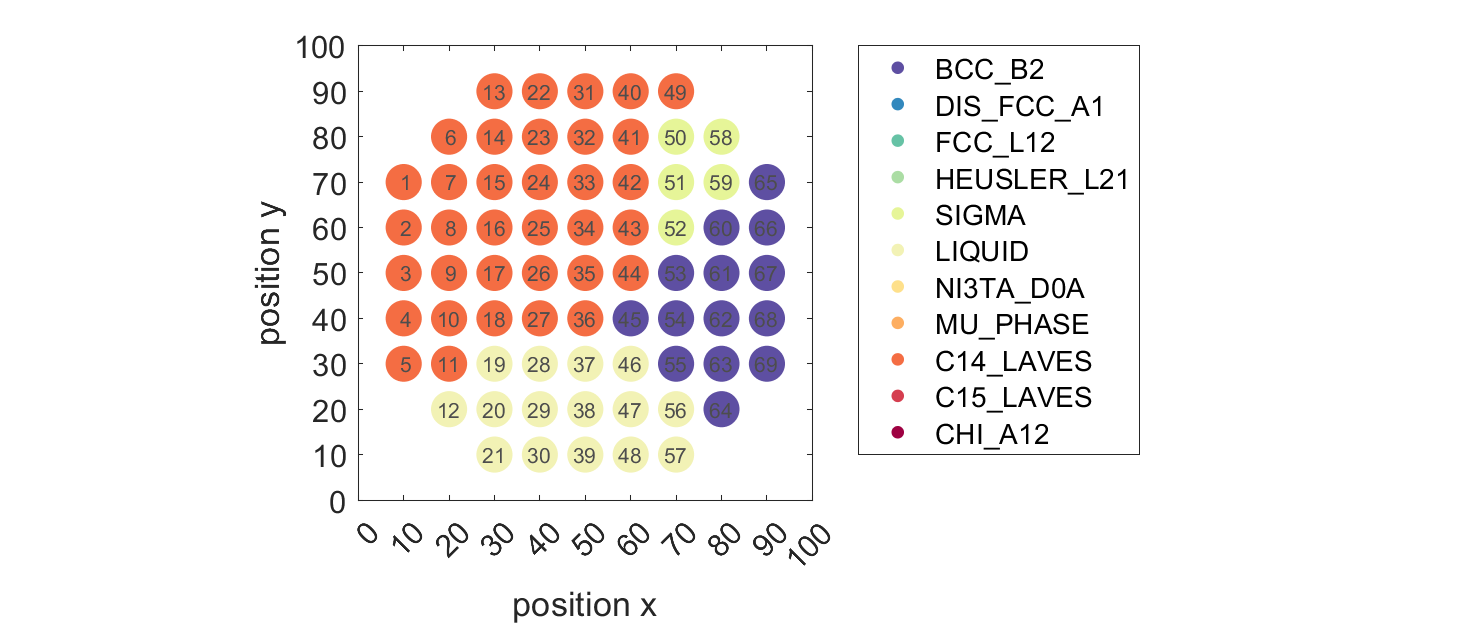 100
90
80
70
60
50
40
30
20
10
0
position y
13 22 31 40 49
6 14 23 32 41 50 58
1 7 15 24 33 42 51 59 65
2 8 16 25 34 43 52 60 66
3 9 17 26 35 44 53 61 67
4 10 18 27 36 45 54 62 68
5 11 19 28 37 46 55 63 69
12 20 29 38 47 56 64
21 30 39 48 57
0 10 20 30 40 50 60 70 80 90 100
position x
BCC_B2
DIS_FCC_A1
FCC_L12
HEUSLER_L21
SIGMA
LIQUID
NI3TA_D0A
MU_PHASE
C14_LAVES
C15_LAVES
CHI_A12